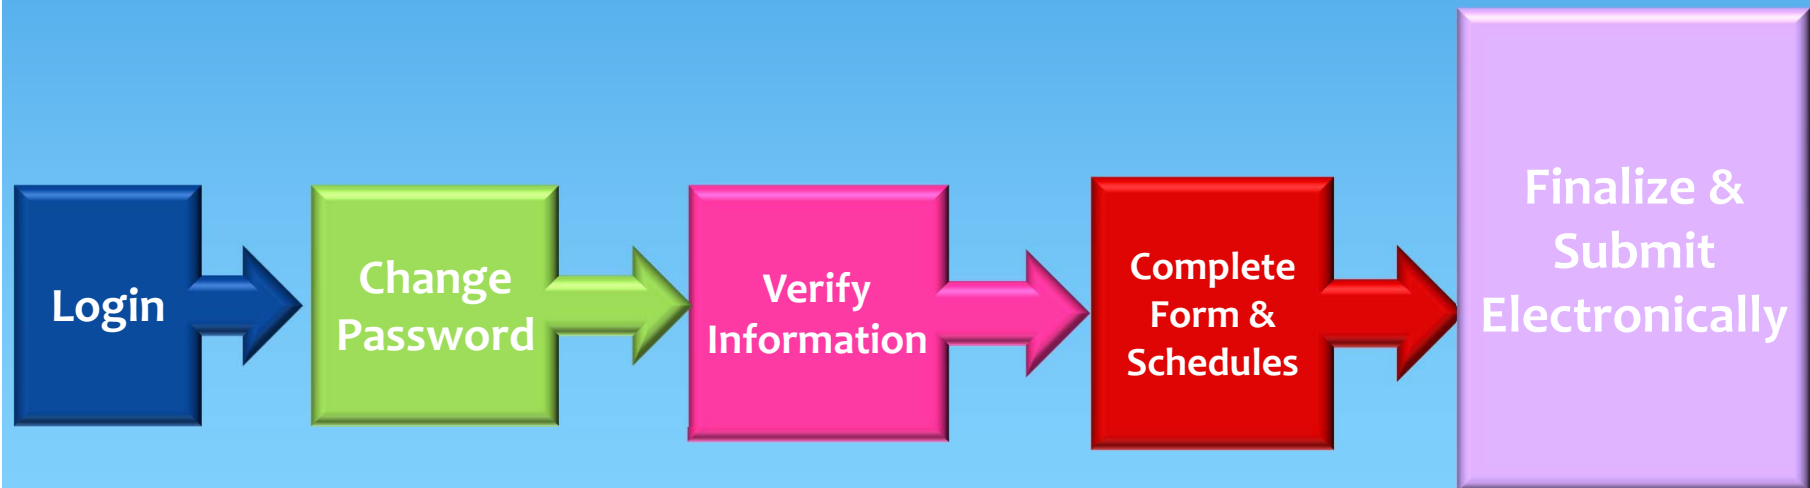 Login
Change
Password
Verify
Information
Complete
Form &
Schedules
Finalize &
Submit
Electronically